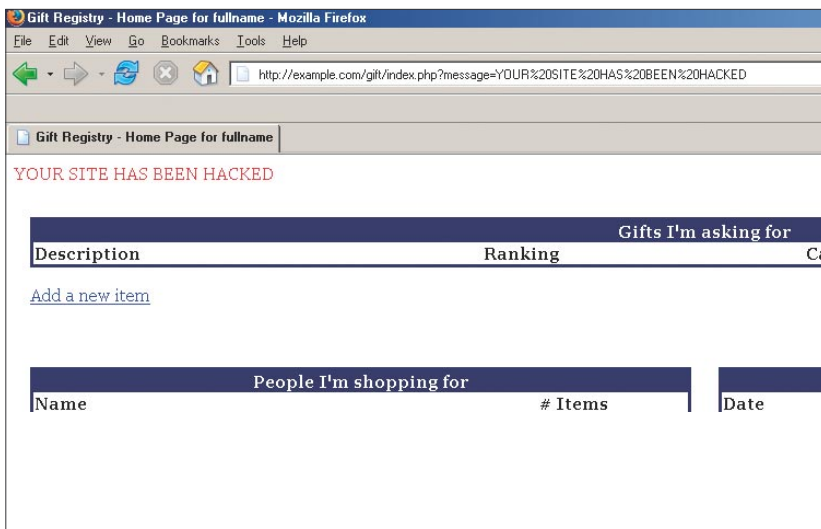 Gift Registry - Home Page for fullname - Mozilla Firefox
File Edit View Go Bookmarks Tools Help
http://example.com/gift/index.php?message=YOUR%20SITE%20HAS%20BEEN%20HACKED
Gift Registry - Home Page for fullname
YOUR SITE HAS BEEN HACKED
Gifts I'm asking for
Description Ranking
Add a new item
People I'm shopping for
Name # Items Date